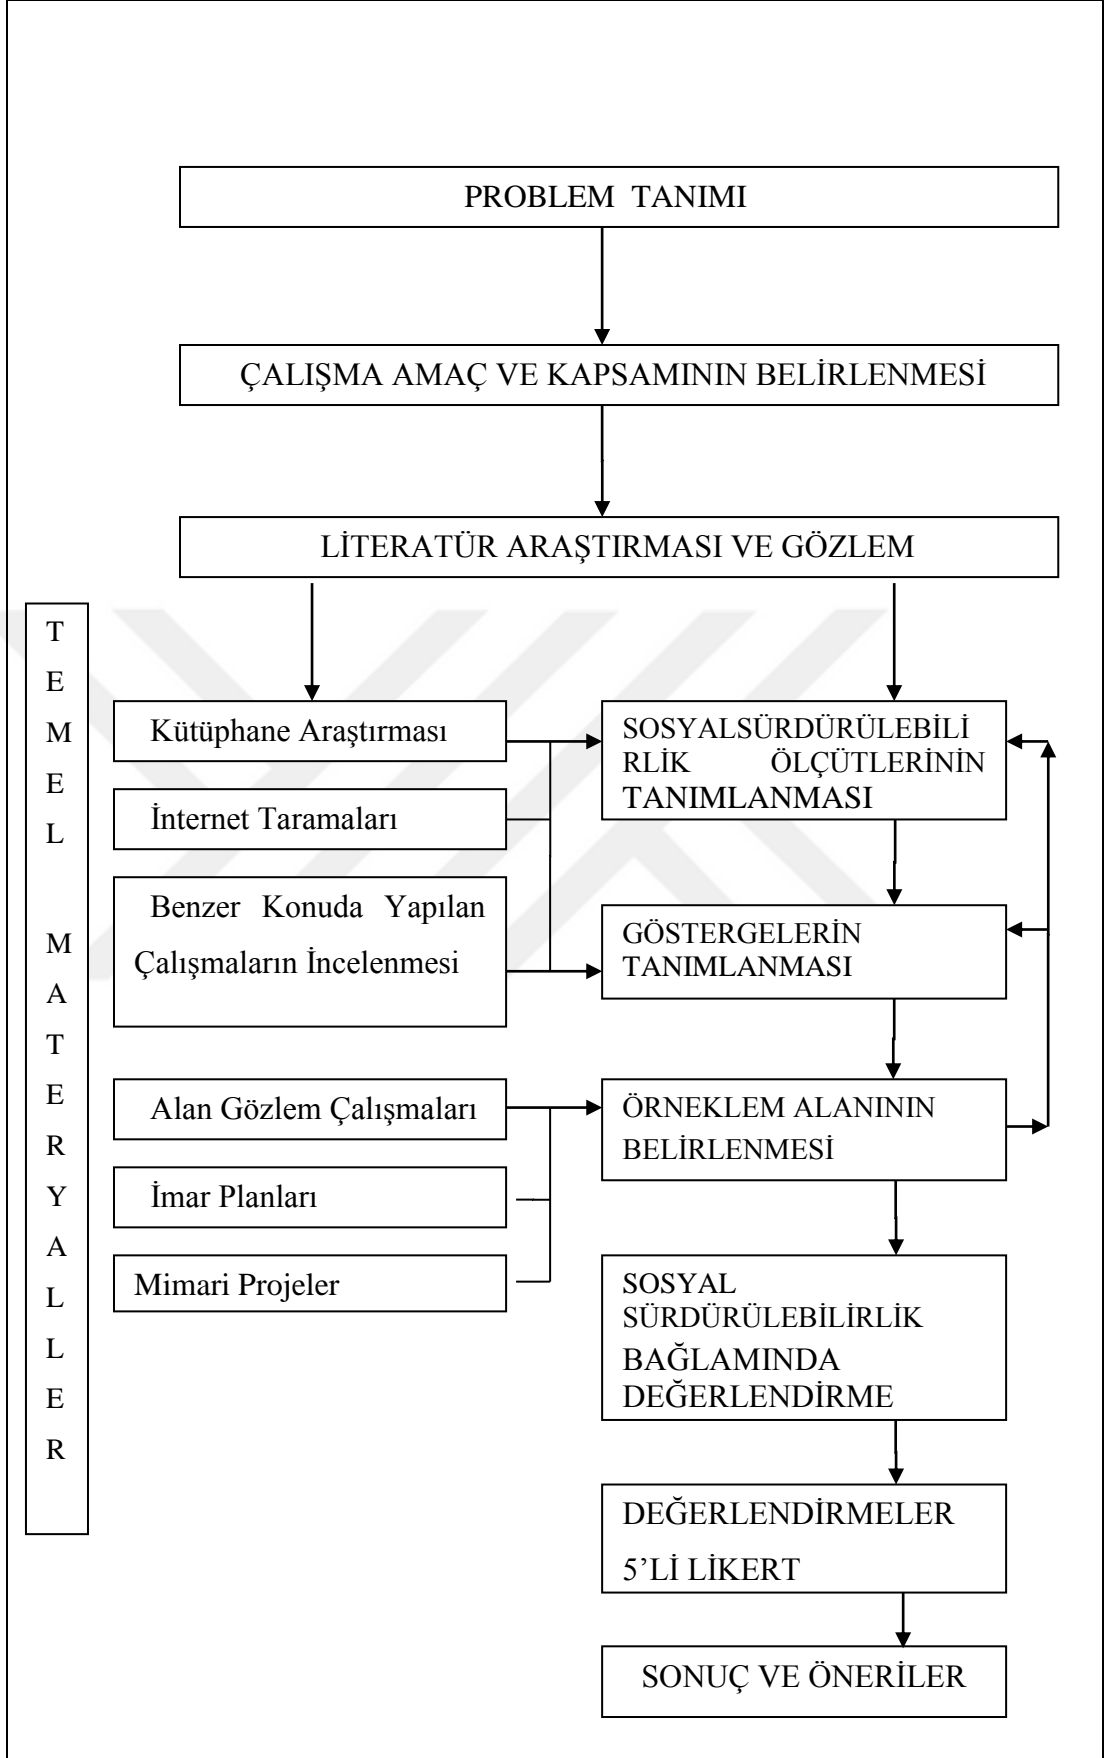 PROBLEM TANIMI
ÇALIŞMA AMAÇ VE KAPSAMININ BELİRLENMESİ
LİTERATÜR ARAŞTIRMASI VE GÖZLEM
TEMEL MATERYALLER
Kütüphane Araştırması
İnternet Taramaları
Benzer Konuda Yapılan
Çalışmaların İncelenmesi
Alan Gözlem Çalışmaları
İmar Planları
Mimari Projeler
SOSYALSÜRDÜRÜLEBİLİ
RLİK ÖLÇÜTLERİNİN
TANIMLANMASI
GÖSTERGELERİN
TANIMLANMASI
ÖRNEKLEM ALANININ
BELİRLENMESİ
SOSYAL
SÜRDÜRÜLEBİLİRLİK
BAĞLAMINDA
DEĞERLENDİRME
DEĞERLENDİRMELER
5’Lİ LİKERT
SONUÇ VE ÖNERİLER